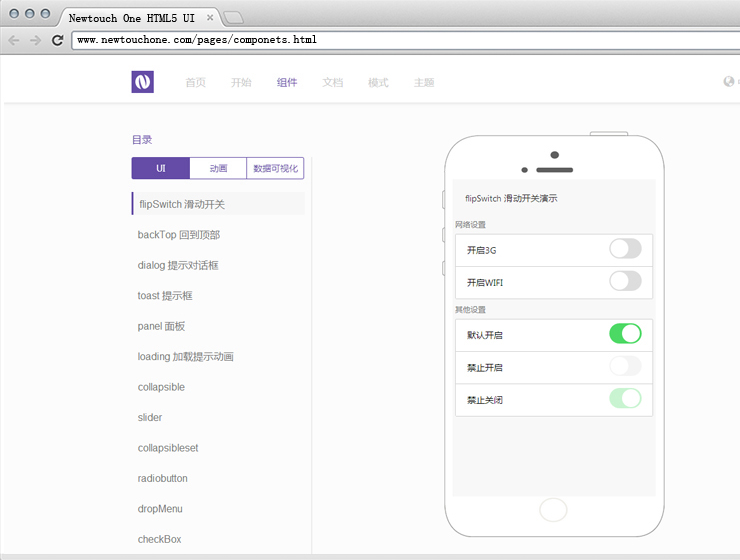 Newtouch One HTML5 UI
www.newtouchone.com/pages/componets.html
首页 开始 组件 文档 模式 主题
目录
UI 动画 数据可视化
flipSwitch 滑动开关
backTop 回到顶部
dialog 提示对话框
toast 提示框
panel 面板
loading 加载提示动画
collapsible
slider
collapsibleset
radiobutton
dropMenu
checkBox
flipSwitch 滑动开关演示
网络设置
开启3G
开启WIFI
其他设置
默认开启
禁止开启
禁止关闭